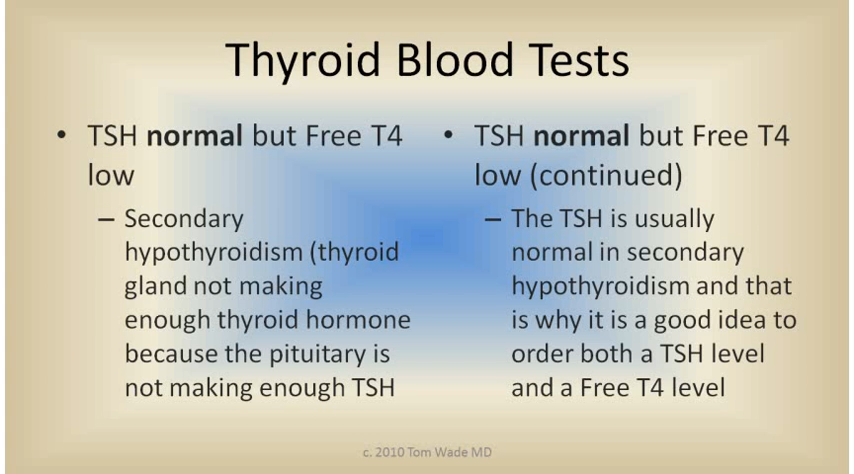 Thyroid Blood Tests
• TSH normal but Free T4
low
– Secondary
hypothyroidism (thyroid
gland not making
enough thyroid hormone
because the pituitary is
not making enough TSH
• TSH normal but Free T4
low (continued)
– The TSH is usually
normal in secondary
hypothyroidism and that
is why it is a good idea to
order both a TSH level
and a Free T4 level
c. 2010 Tom Wade MD